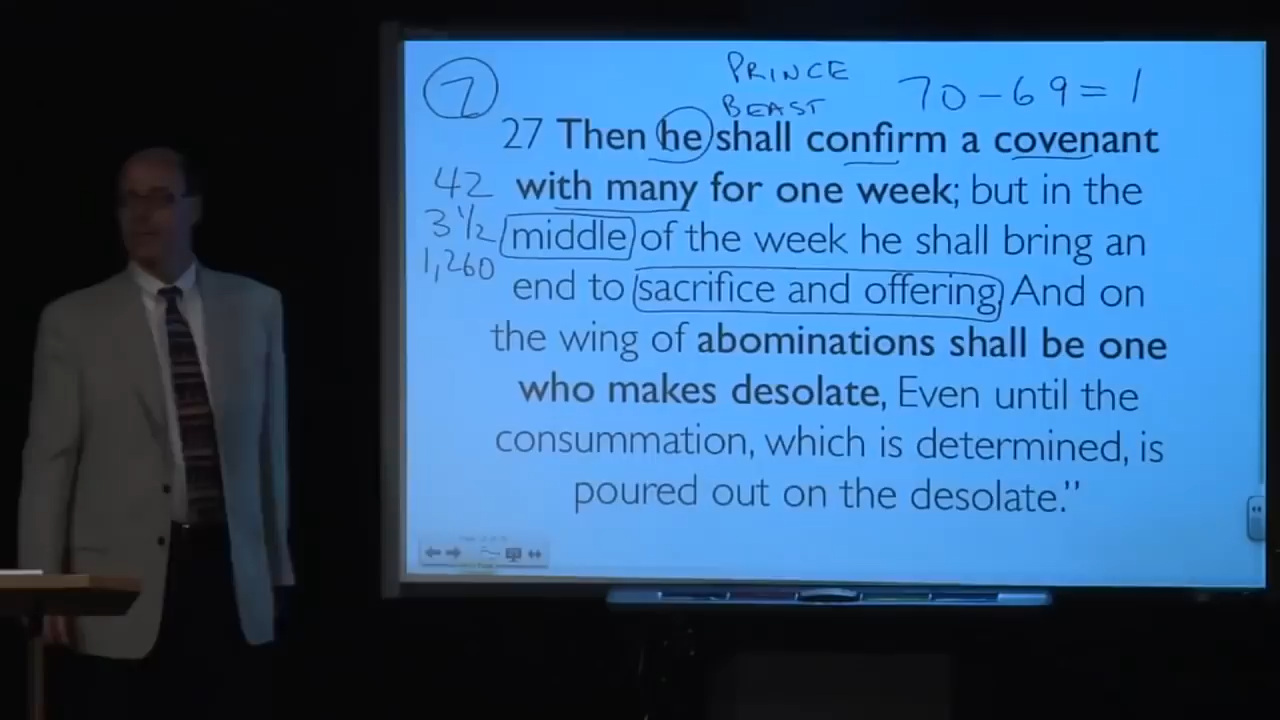 7
PRINCE
70-69=1
BEAST
27 Then he shall confirm a covenant
42
with many for one week; but in the
3 1/2
middle of the week he shall bring an
1,260
end to sacrifice and offering And on
the wing of abominations shall be one
who makes desolate, Even until the
consummation, which is determined, is
poured out on the desolate."